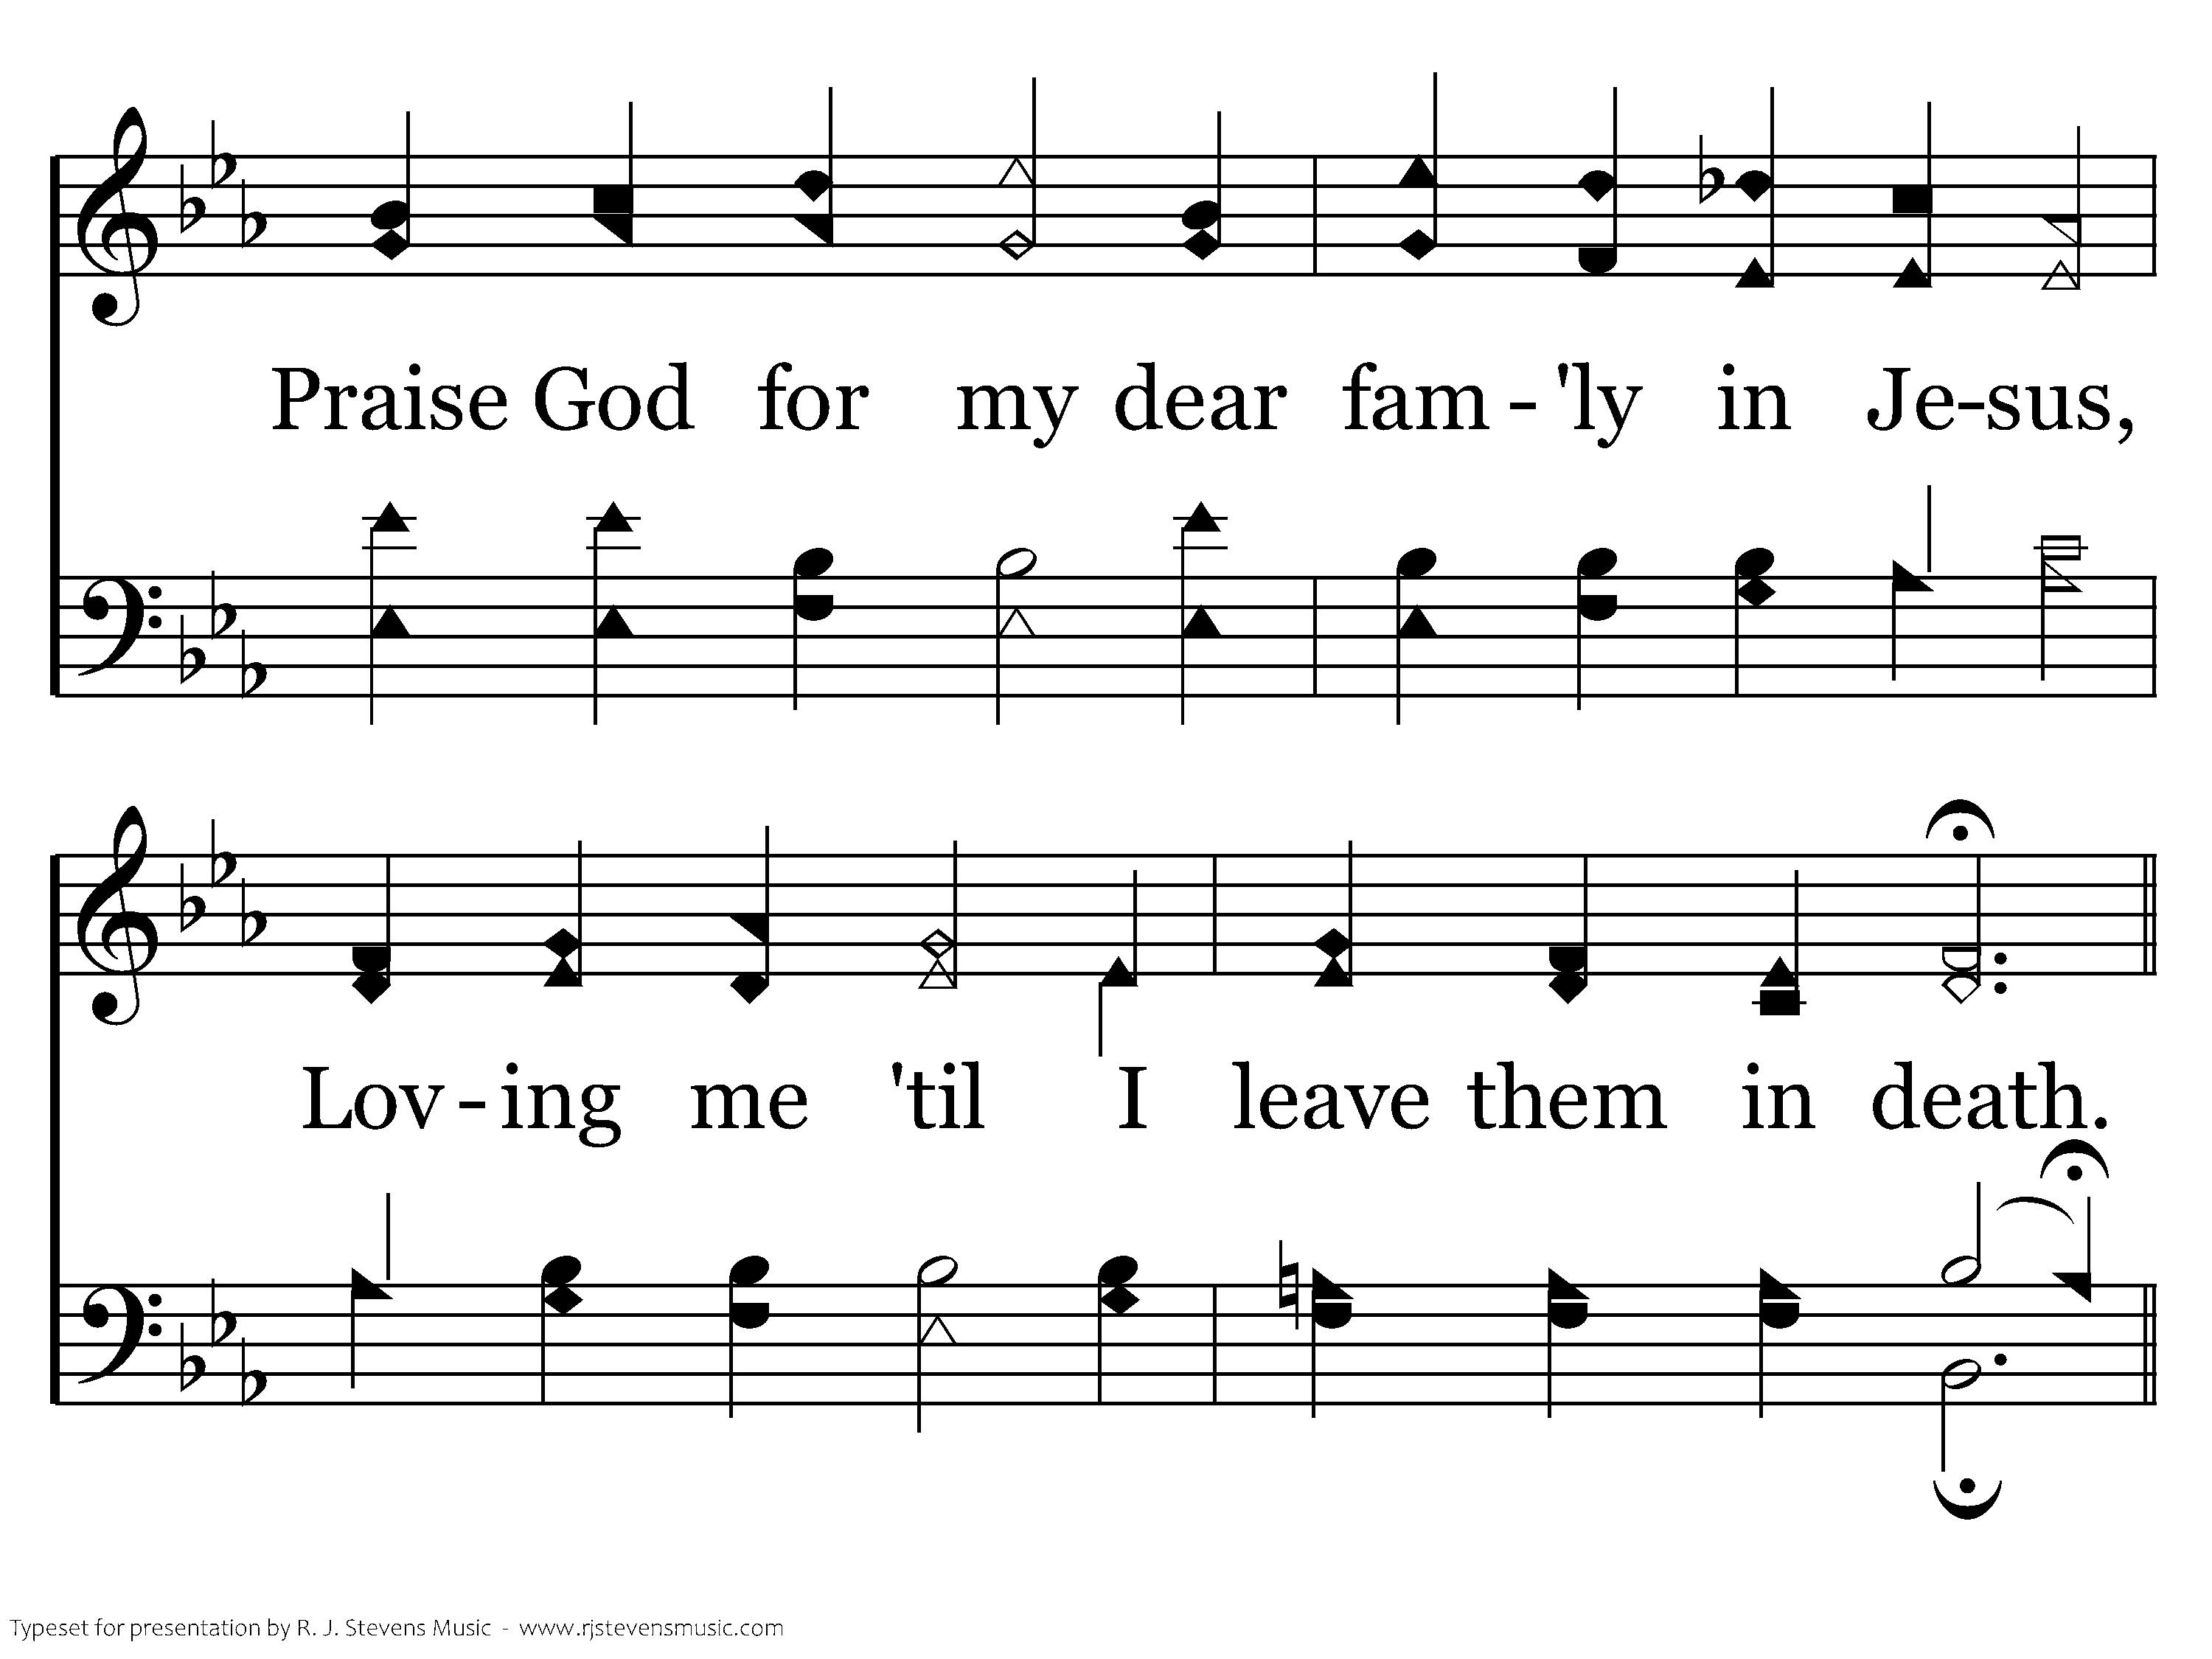 Praise God for my dear fam - 'ly in Je-sus,
Lov - ing me 'til I leave them in death.
Typeset for presentation by R. J. Stevens Music - www.rjstevensmusic.com